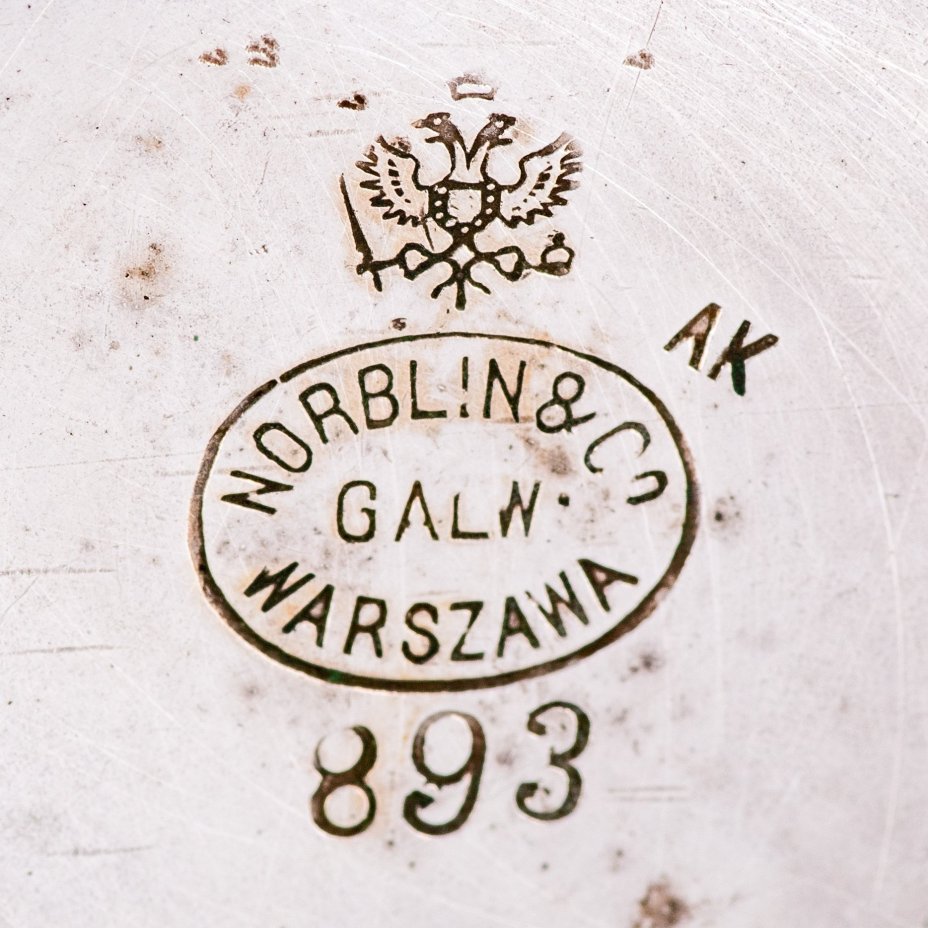 AK
NORBLIN & Co
GALW.
WARSZAWA
893